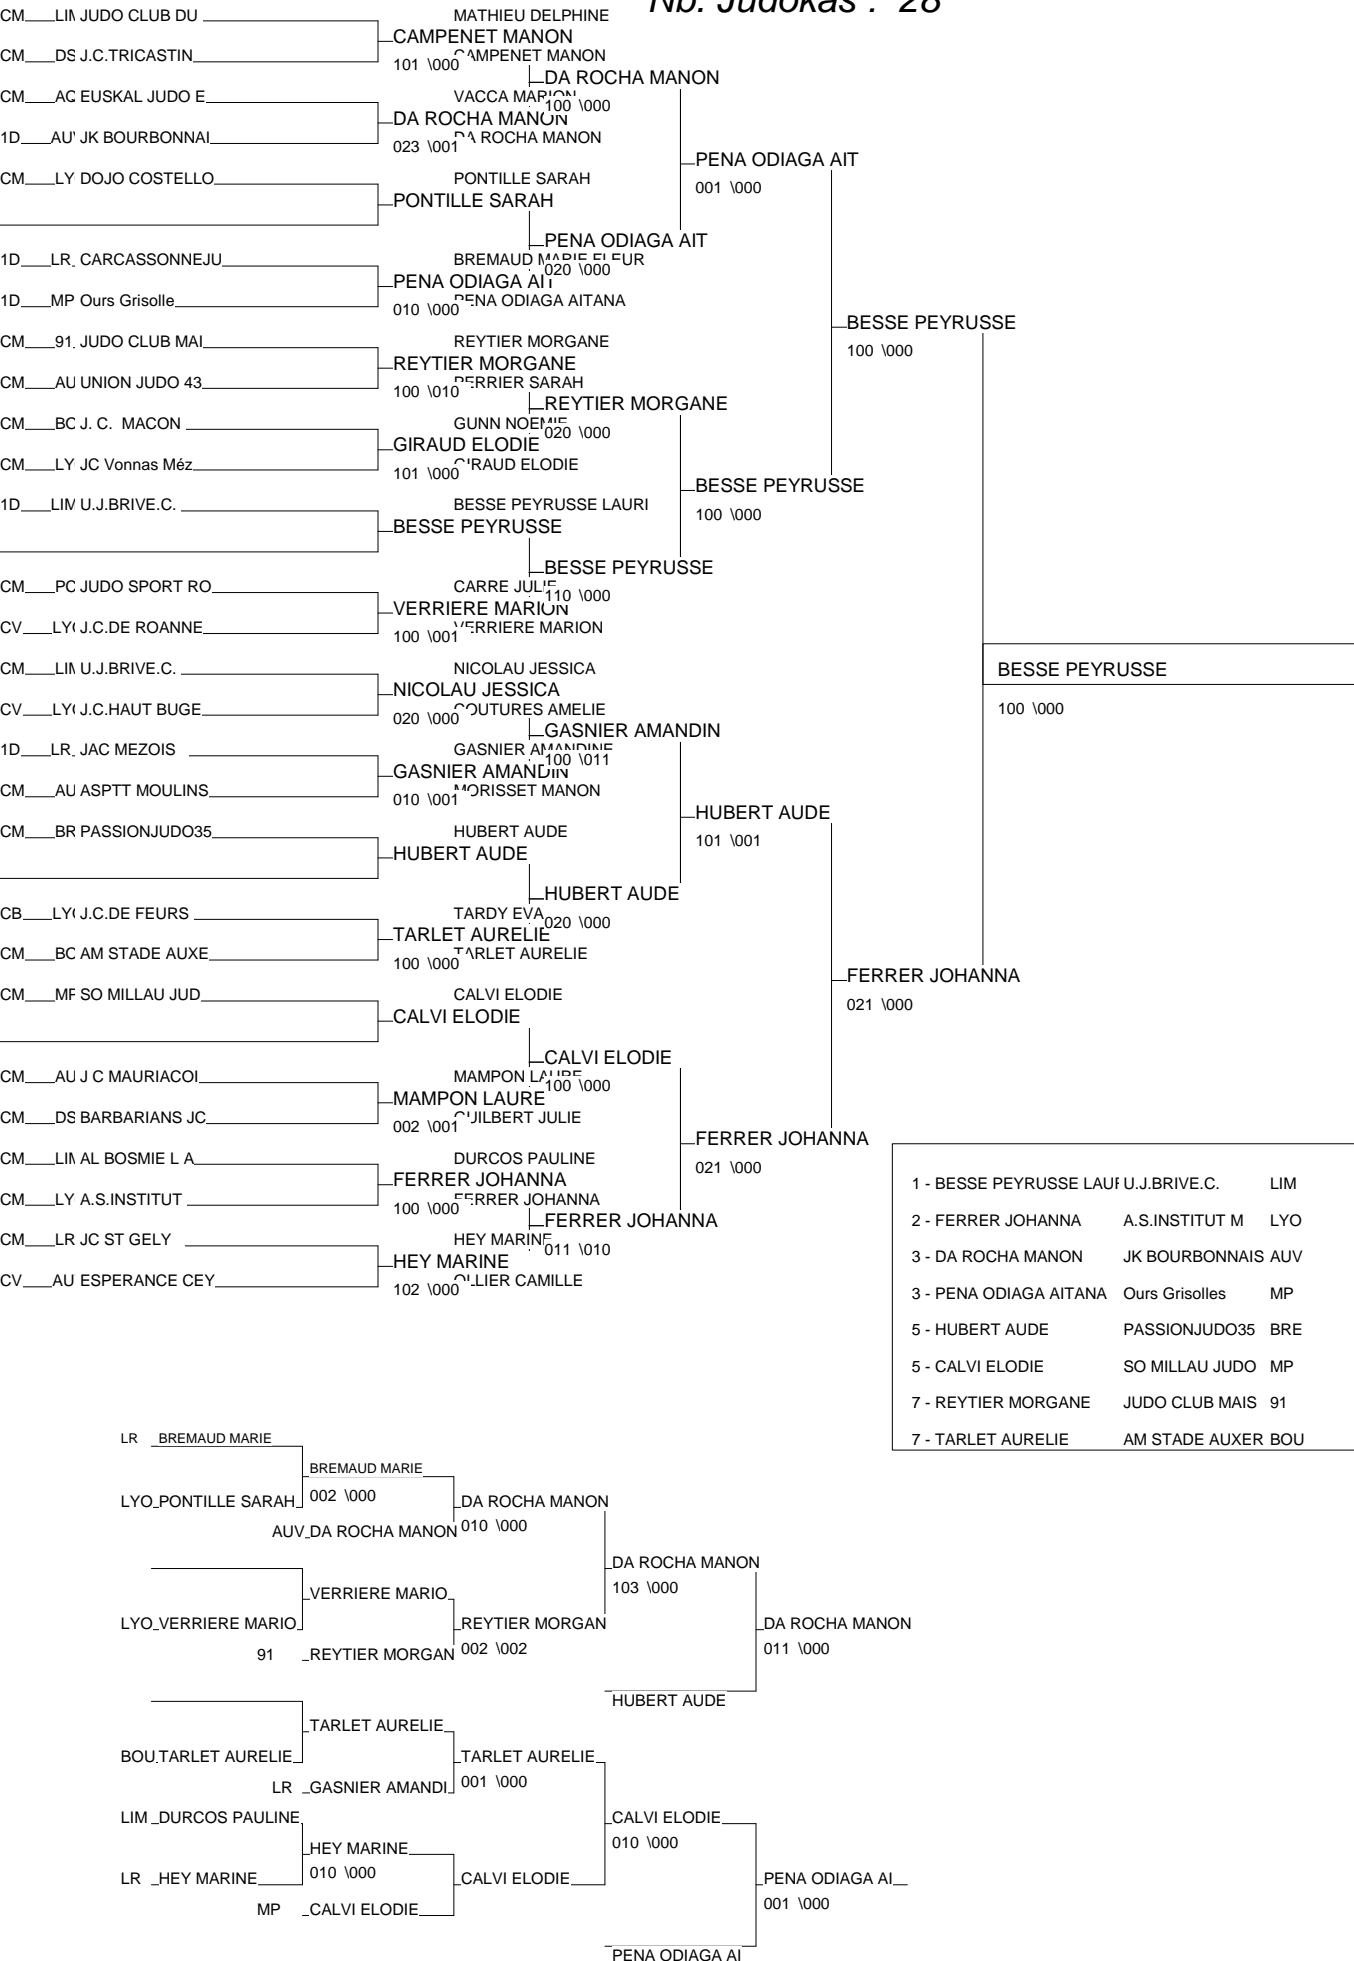 Nb. Judokas : 28
CM LIM JUDO CLUB DU MATHIEU DELPHINE
CAMPENET MANON
101 \000
CM DS J.C.TRICASTIN CAMPENET MANON
DA ROCHA MANON
100 \000
CM AQ EUSKAL JUDO E VACCA MARION
DA ROCHA MANON
023 \001
1D AUV JK BOURBONNAI DA ROCHA MANON
PENA ODIAGA AIT
001 \000
CM LY DOJO COSTELLO PONTILLE SARAH
PONTILLE SARAH
PENA ODIAGA AIT
020 \000
1D LR CARCASSONNEJU BREMAUD MARIE FLEUR
PENA ODIAGA AIT
010 \000
1D MP Ours Grisolle PENA ODIAGA AITANA
BESSE PEYRUSSE
100 \000
CM 91 JUDO CLUB MAI REYTIER MORGANE
REYTIER MORGANE
100 \010
CM AU UNION JUDO 43 PERRIER SARAH
REYTIER MORGANE
020 \000
CM BO J. C. MACON GUNN NOEMIE
GIRAUD ELODIE
101 \000
CM LY JC Vonnas Méz GIRAUD ELODIE
BESSE PEYRUSSE
100 \000
1D LIM U.J.BRIVE.C. BESSE PEYRUSSE LAURI
BESSE PEYRUSSE
BESSE PEYRUSSE
110 \000
CM PC JUDO SPORT RO CARRE JULIE
VERRIERE MARION
100 \001
CV LY J.C.DE ROANNE VERRIERE MARION
BESSE PEYRUSSE
100 \000
CM LIM U.J.BRIVE.C. NICOLAU JESSICA
NICOLAU JESSICA
020 \000
CV LY J.C.HAUT BUGE COUTURES AMELIE
GASNIER AMANDIN
100 \011
1D LR JAC MEZOIS GASNIER AMANDINE
GASNIER AMANDIN
010 \001
CM AU ASPTT MOULINS MORISSET MANON
HUBERT AUDE
101 \001
CM BR PASSIONJUDO35 HUBERT AUDE
HUBERT AUDE
HUBERT AUDE
020 \000
CB LY J.C.DE FEURS TARDY EVA
TARLET AURELIE
100 \000
CM BO AM STADE AUXE TARLET AURELIE
FERRER JOHANNA
021 \000
CM MP SO MILLAU JUD CALVI ELODIE
CALVI ELODIE
CALVI ELODIE
100 \000
CM AU J C MAURIACOI MAMPON LAURE
MAMPON LAURE
002 \001
CM DS BARBARIANS JC GUILBERT JULIE
FERRER JOHANNA
021 \000
CM LIM AL BOSMIE L A DURCOS PAULINE
FERRER JOHANNA
100 \000
CM LY A.S.INSTITUT FERRER JOHANNA
FERRER JOHANNA
011 \010
CM LR JC ST GELY HEY MARINE
HEY MARINE
102 \000
CV AU ESPERANCE CEY OLLIER CAMILLE
1 - BESSE PEYRUSSE LAUR U.J.BRIVE.C. LIM
2 - FERRER JOHANNA A.S.INSTITUT M LYO
3 - DA ROCHA MANON JK BOURBONNAIS AUV
3 - PENA ODIAGA AITANA Ours Grisolles MP
5 - HUBERT AUDE PASSIONJUDO35 BRE
5 - CALVI ELODIE SO MILLAU JUDO MP
7 - REYTIER MORGANE JUDO CLUB MAIS 91
7 - TARLET AURELIE AM STADE AUXER BOU
LR BREMAUD MARIE
BREMAUD MARIE
002 \000
LYO PONTILLE SARAH
DA ROCHA MANON
010 \000
AUV DA ROCHA MANON
DA ROCHA MANON
103 \000
VERRIERE MARIO
LYO VERRIERE MARIO
REYTIER MORGAN
002 \002
91 REYTIER MORGAN
DA ROCHA MANON
011 \000
HUBERT AUDE
TARLET AURELIE
BOU TARLET AURELIE
TARLET AURELIE
001 \000
LR GASNIER AMANDI
LIM DURCOS PAULINE
CALVI ELODIE
010 \000
HEY MARINE
010 \000
LR HEY MARINE
CALVI ELODIE
MP CALVI ELODIE
PENA ODIAGA AI
001 \000
PENA ODIAGA AI